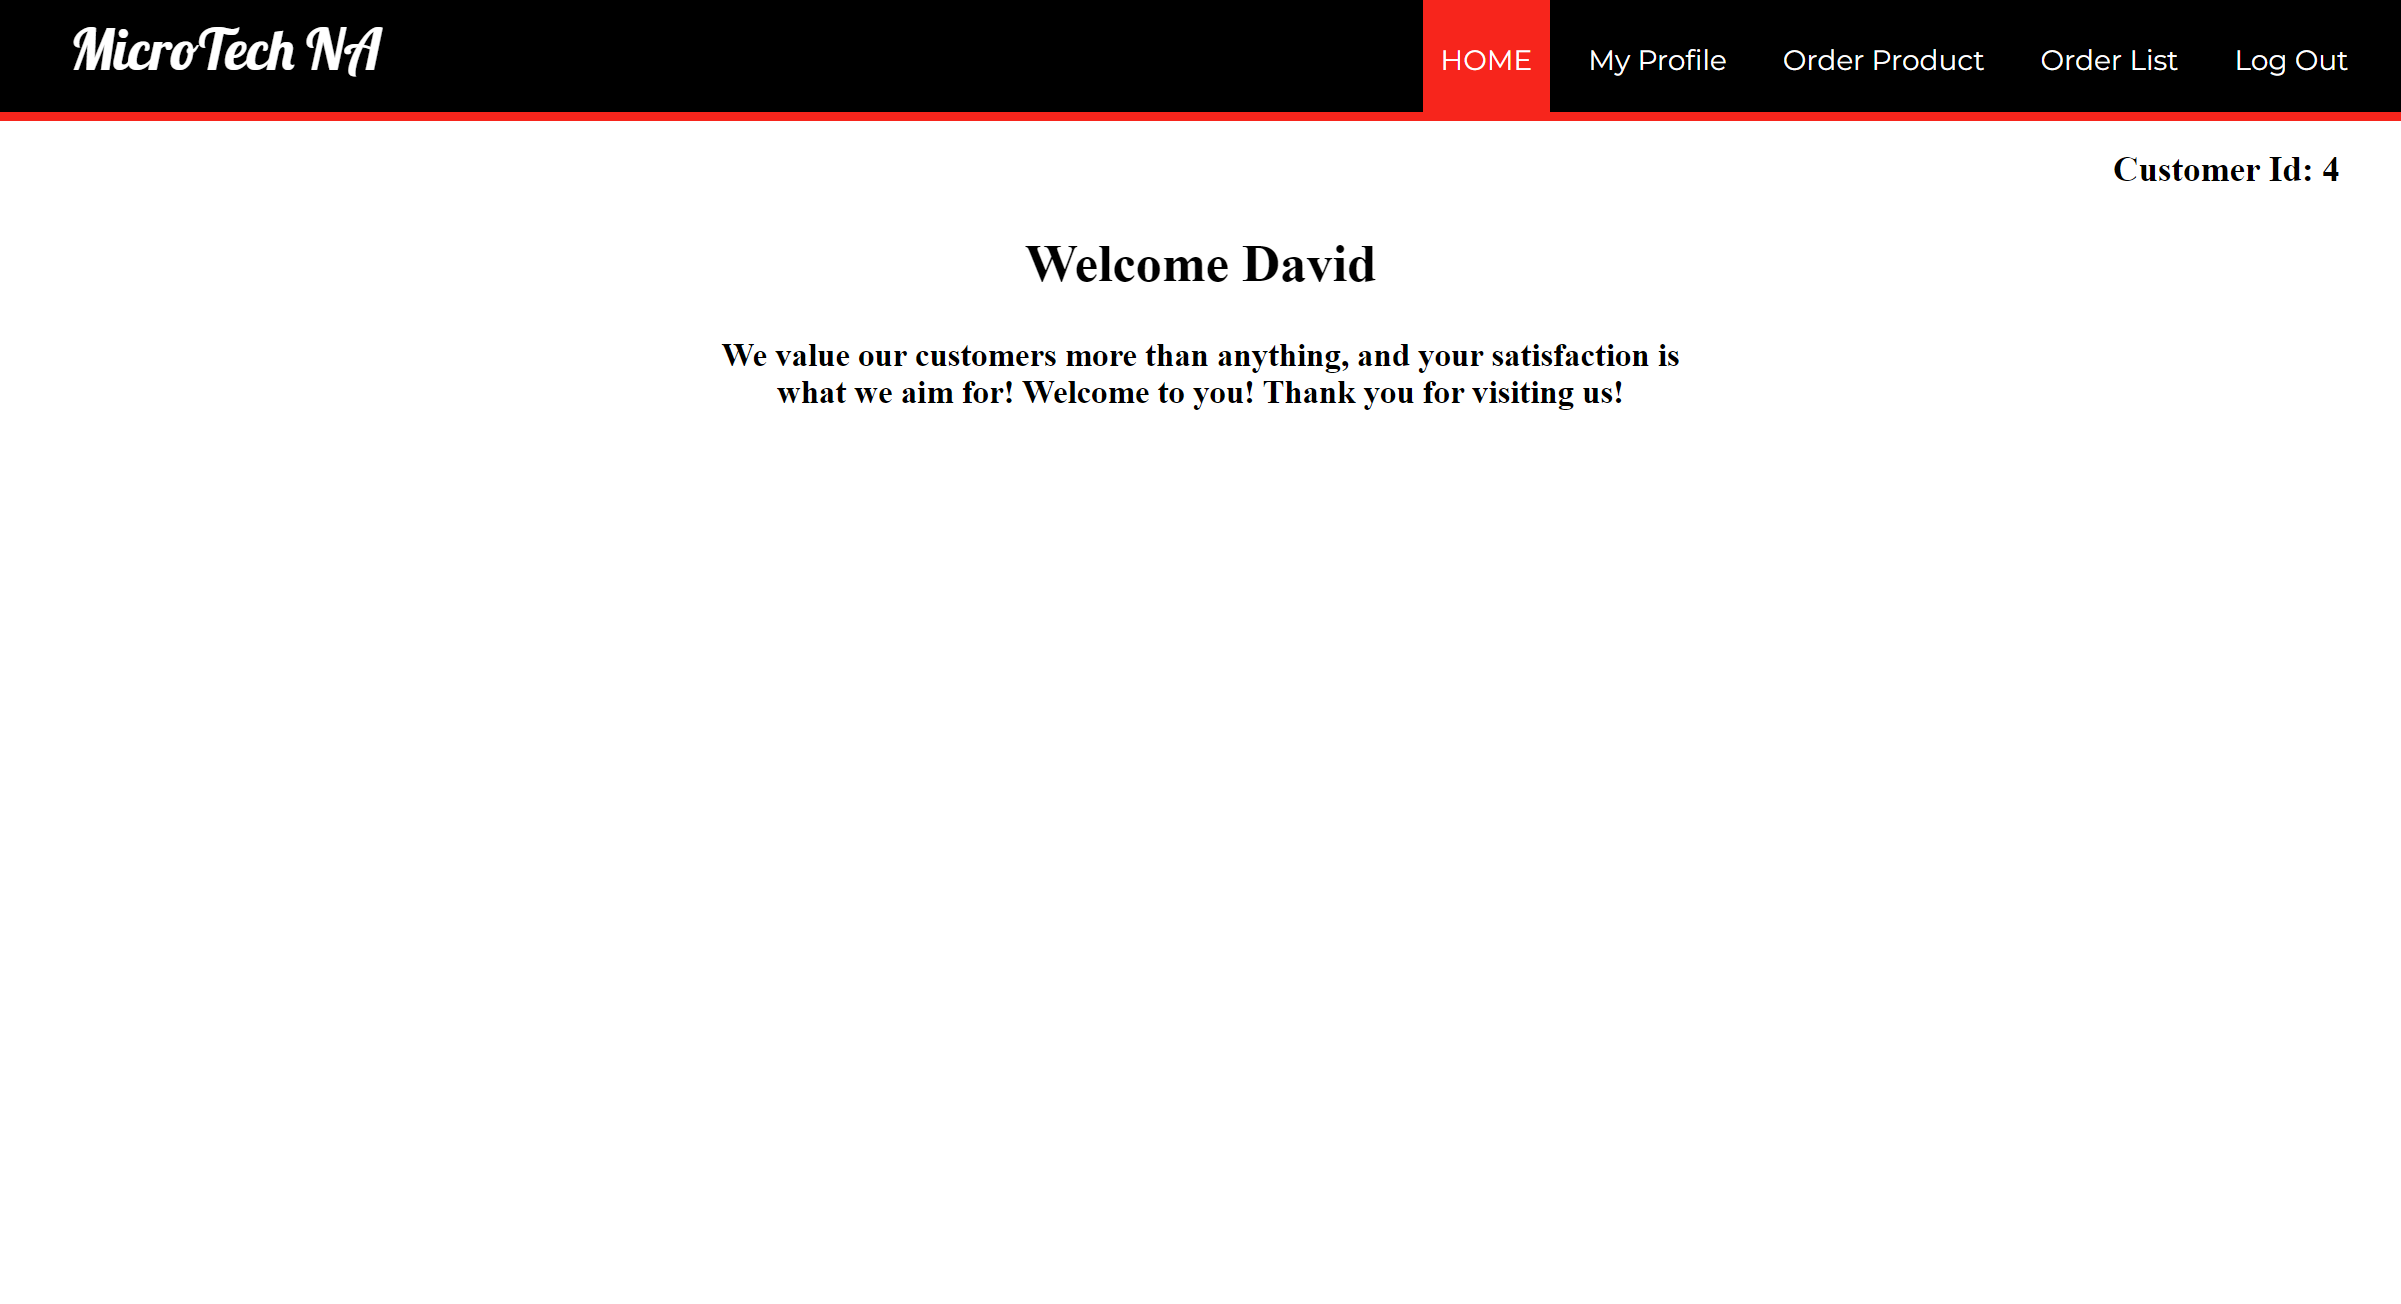 MicroTech NA
HOME My Profile Order Product Order List Log Out
Customer Id: 4
Welcome David
We value our customers more than anything, and your satisfaction is
what we aim for! Welcome to you! Thank you for visiting us!